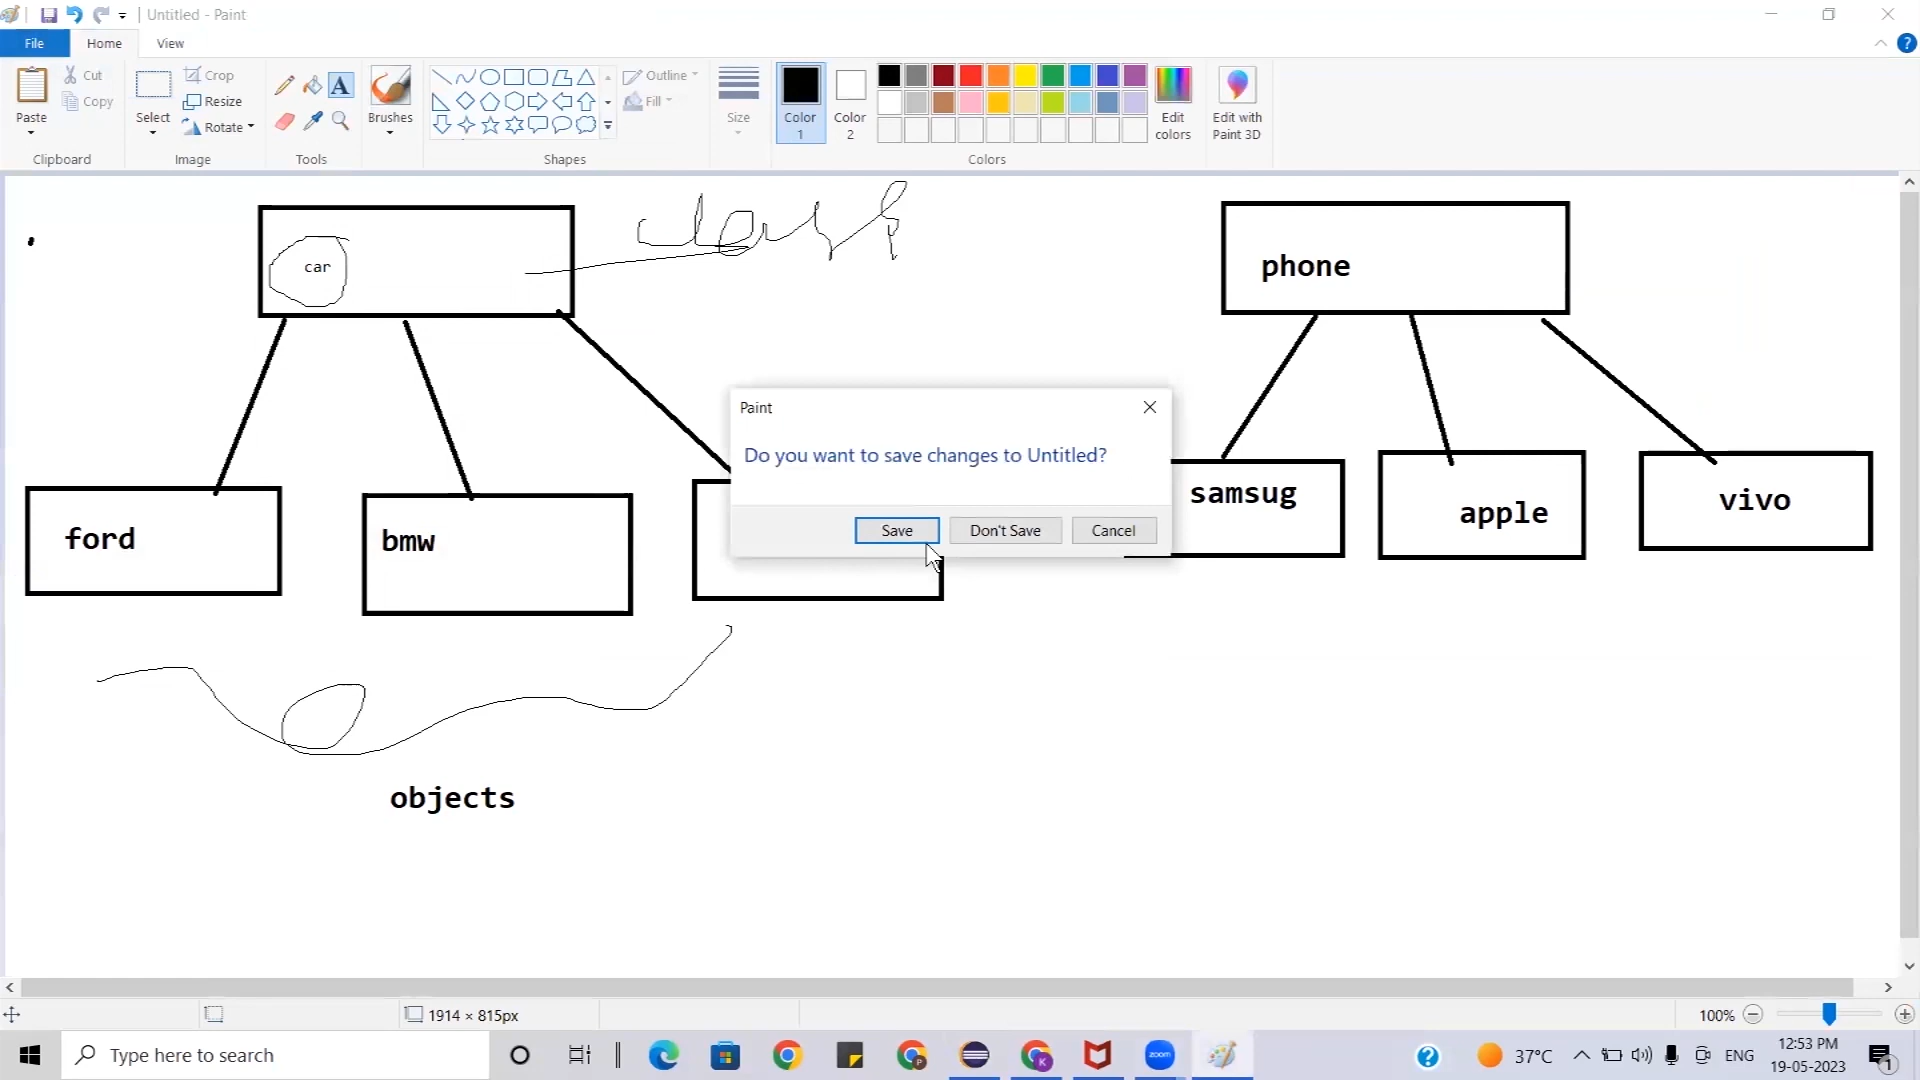 Untitled - Paint
File Home View
Paste
Cut
Copy
Clipboard
Select
Crop
Resize
Rotate
Image
Tools
Brushes
Shapes
Outline
Fill
Size
Color 1
Color 2
Colors
Edit colors
Edit with Paint 3D
car
class
phone
Paint
Do you want to save changes to Untitled?
Save Don't Save Cancel
ford
bmw
samsug
apple
vivo
objects
1914 × 815px
100%
Type here to search
zoom
37°C
ENG
12:53 PM
19-05-2023
1